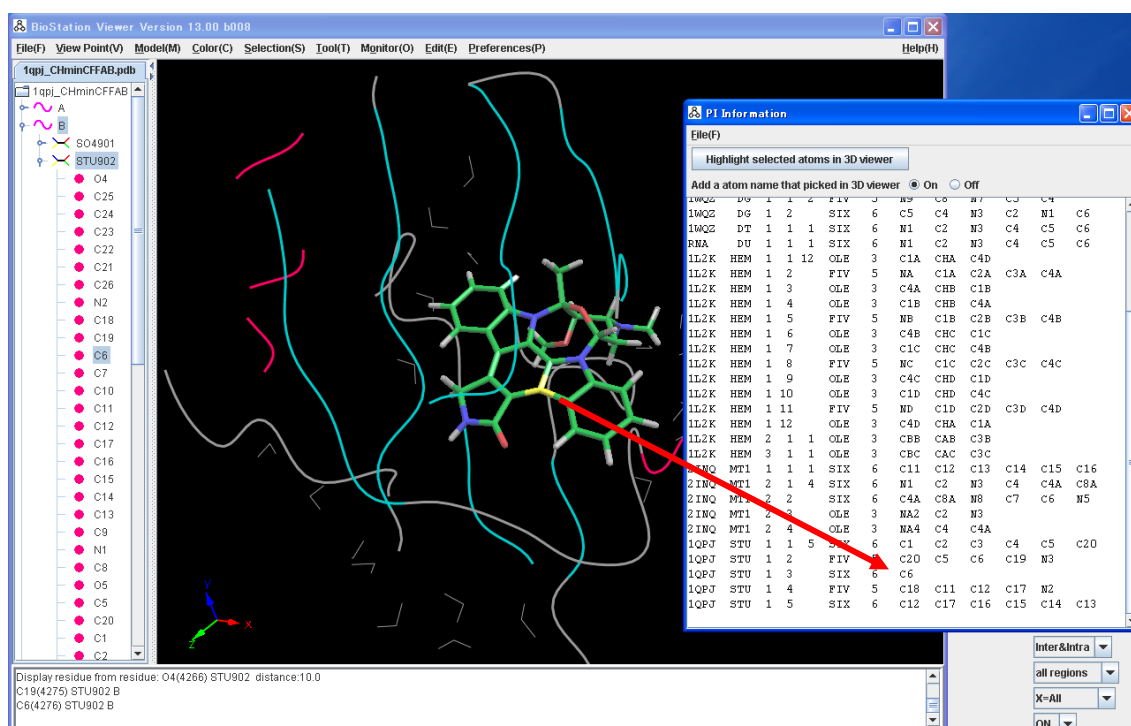 BioStation Viewer Version 13.00 b008
File(F) View Point(V) Model(M) Color(C) Selection(S) Tool(T) Monitor(O) Edit(E) Preferences(P) Help(H)
1qpj_CHminCFFAB.pdb
1qpj_CHminCFFAB
A
B
SO4901
STU902
O4
C25
C24
C23
C22
C21
C26
N2
C18
C19
C6
C7
C10
C11
C12
C17
C16
C15
C14
C13
C9
N1
C8
O5
C5
C20
C1
C2
Y
X
Z
PI Information
File(F)
Highlight selected atoms in 3D viewer
Add a atom name that picked in 3D viewer On Off
1WQZ DG 1 1 2 FIV 5 N9 C8 N7 C5 C4
1WQZ DG 1 2 SIX 6 C5 C4 N3 C2 N1 C6
1WQZ DT 1 1 1 SIX 6 N1 C2 N3 C4 C5 C6
RNA DU 1 1 1 SIX 6 N1 C2 N3 C4 C5 C6
1L2K HEM 1 1 12 OLE 3 C1A CHA C4D
1L2K HEM 1 2 FIV 5 NA C1A C2A C3A C4A
1L2K HEM 1 3 OLE 3 C4A CHB C1B
1L2K HEM 1 4 OLE 3 C1B CHB C4A
1L2K HEM 1 5 FIV 5 NB C1B C2B C3B C4B
1L2K HEM 1 6 OLE 3 C4B CHC C1C
1L2K HEM 1 7 OLE 3 C1C CHC C4B
1L2K HEM 1 8 FIV 5 NC C1C C2C C3C C4C
1L2K HEM 1 9 OLE 3 C4C CHD C1D
1L2K HEM 1 10 OLE 3 C1D CHD C4C
1L2K HEM 1 11 FIV 5 ND C1D C2D C3D C4D
1L2K HEM 1 12 OLE 3 C4D CHA C1A
1L2K HEM 2 1 1 OLE 3 CBB CAB C3B
1L2K HEM 3 1 1 OLE 3 CBC CAC C3C
2INQ MT1 1 1 1 SIX 6 C11 C12 C13 C14 C15 C16
2INQ MT1 2 1 4 SIX 6 N1 C2 N3 C4 C4A C8A
2INQ MT1 2 2 SIX 6 C4A C8A N8 C7 C6 N5
2INQ MT1 2 3 OLE 3 NA2 C2 N3
2INQ MT1 2 4 OLE 3 NA4 C4 C4A
1QPJ STU 1 1 5 SIX 6 C1 C2 C3 C4 C5 C20
1QPJ STU 1 2 FIV 5 C20 C5 C6 C19 N3
1QPJ STU 1 3 SIX 6 C6
1QPJ STU 1 4 FIV 5 C18 C11 C12 C17 N2
1QPJ STU 1 5 SIX 6 C12 C17 C16 C15 C14 C13
Inter&Intra
all regions
X=All
ON
Display residue from residue: O4(4266) STU902 distance:10.0
C19(4275) STU902 B
C6(4276) STU902 B